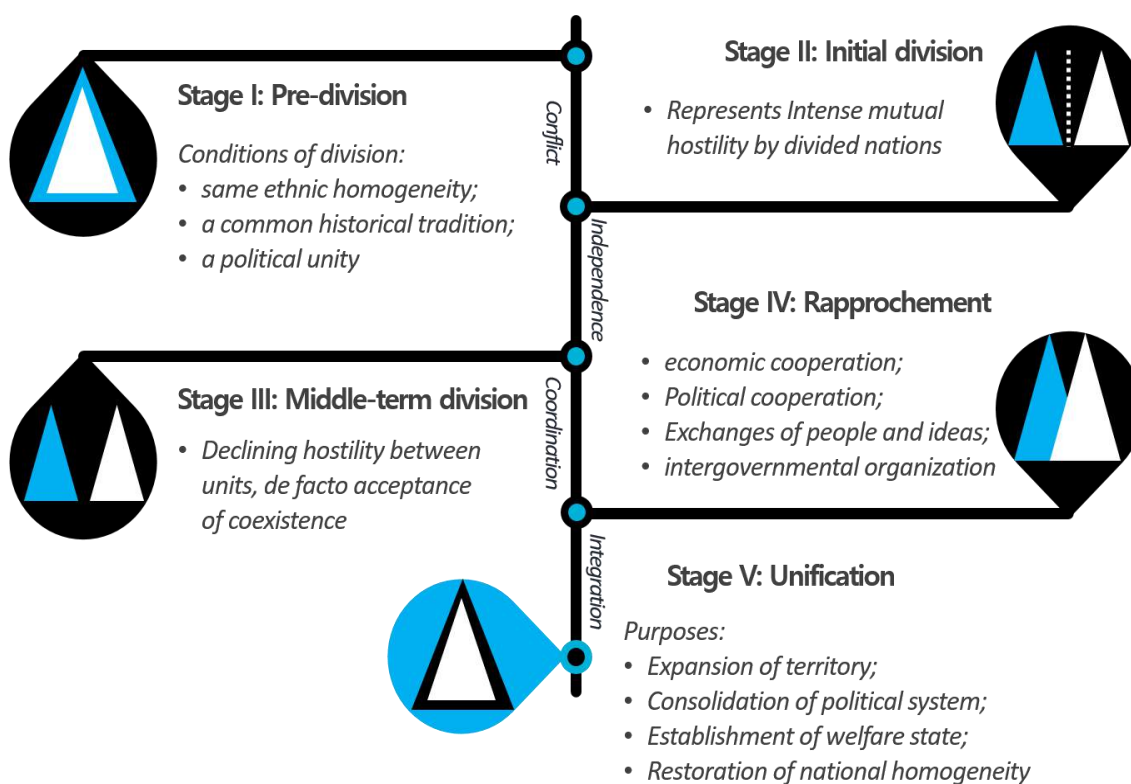 Stage I: Pre-division
Conditions of division:
• same ethnic homogeneity;
• a common historical tradition;
• a political unity
Conflict
Stage II: Initial division
• Represents Intense mutual
hostility by divided nations
Independence
Stage III: Middle-term division
• Declining hostility between
units, de facto acceptance
of coexistence
Coordination
Stage IV: Rapprochement
• economic cooperation;
• Political cooperation;
• Exchanges of people and ideas;
• intergovernmental organization
Integration
Stage V: Unification
Purposes:
• Expansion of territory;
• Consolidation of political system;
• Establishment of welfare state;
• Restoration of national homogeneity